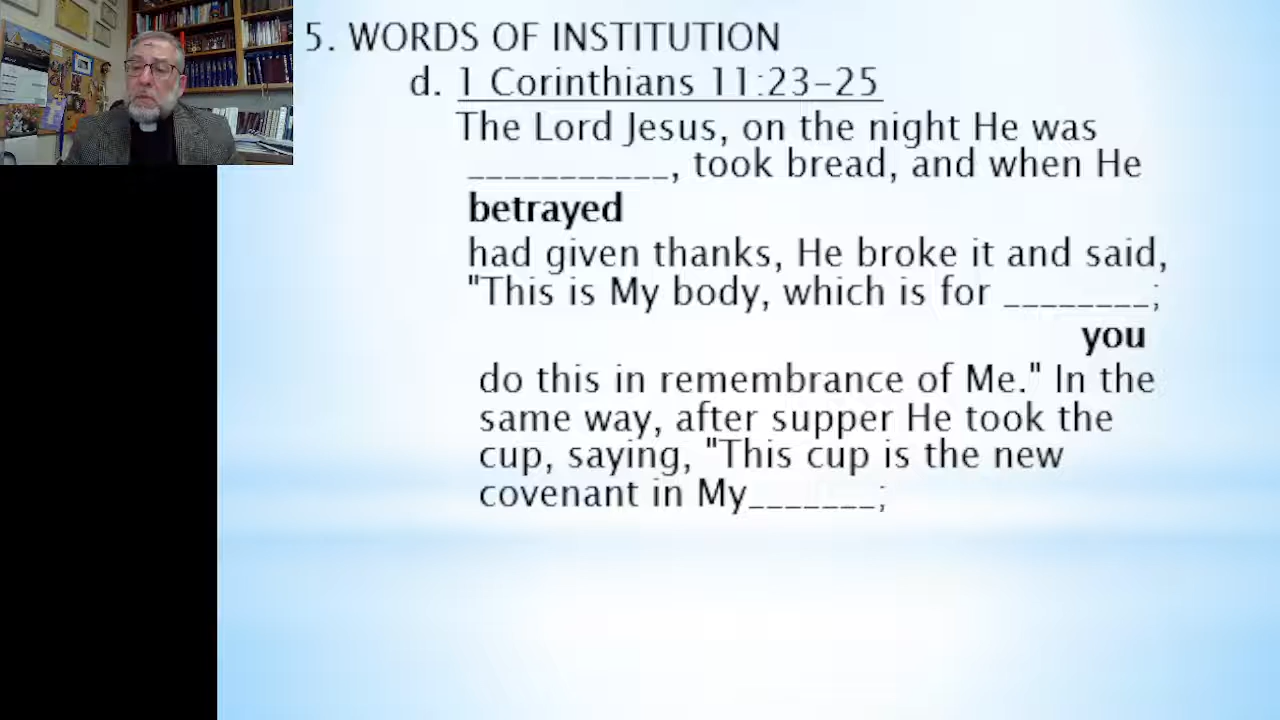 5. WORDS OF INSTITUTION
d. 1 Corinthians 11:23-25
The Lord Jesus, on the night He was
___________, took bread, and when He
betrayed
had given thanks, He broke it and said,
"This is My body, which is for ________;
you
do this in remembrance of Me." In the
same way, after supper He took the
cup, saying, "This cup is the new
covenant in My_______;